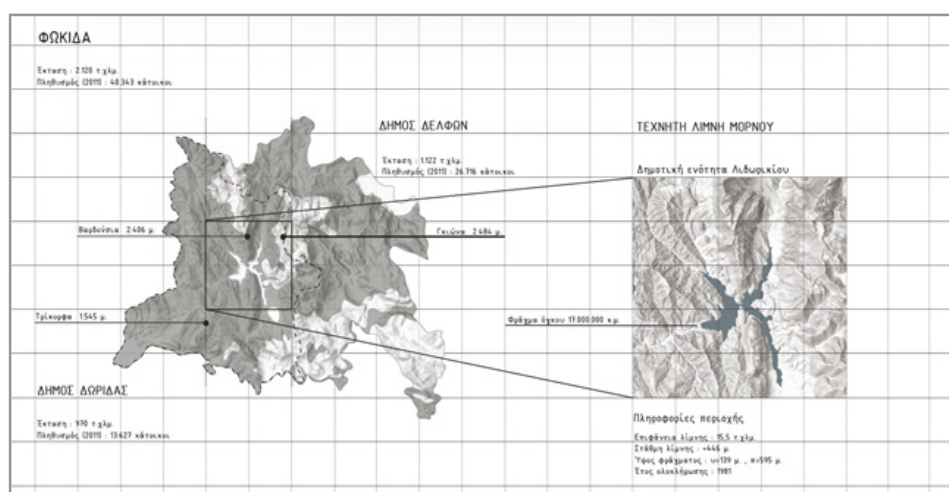 ΦΩΚΙΔΑ
Έκταση : 2.120 τ.χλμ.
Πληθυσμός (2011) : 40.343 κάτοικοι
ΔΗΜΟΣ ΔΕΛΦΩΝ
Έκταση : 1.122 τ.χλμ.
Πληθυσμός (2011) : 26.716 κάτοικοι
ΤΕΧΝΗΤΗ ΛΙΜΝΗ ΜΟΡΝΟΥ
Δημοτική ενότητα Λιδωρικίου
Βαρδούσια 2.406 μ.
Γκιώνα 2.484 μ.
Τρίκορφα 1.545 μ.
Φράγμα όγκου 17.000.000 κ.μ.
ΔΗΜΟΣ ΔΩΡΙΔΑΣ
Έκταση : 970 τ.χλμ.
Πληθυσμός (2011) : 13.627 κάτοικοι
Πληροφορίες περιοχής
Επιφάνεια λίμνης : 15,5 τ.χλμ
Στάθμη λίμνης : +446 μ
Ύψος φράγματος : υ=139 μ. , π=595 μ.
Έτος ολοκλήρωσης : 1981